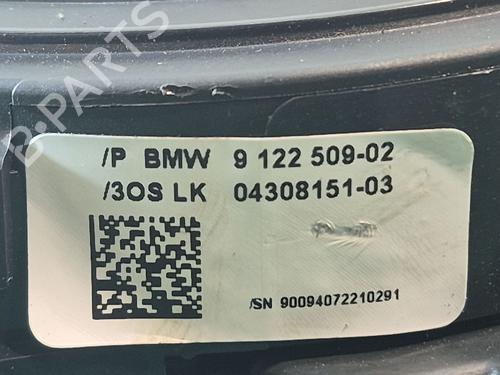 /P BMW 9 122 509-02
/3OS LK 04308151-03
/SN 90094072210291
B-PARTS